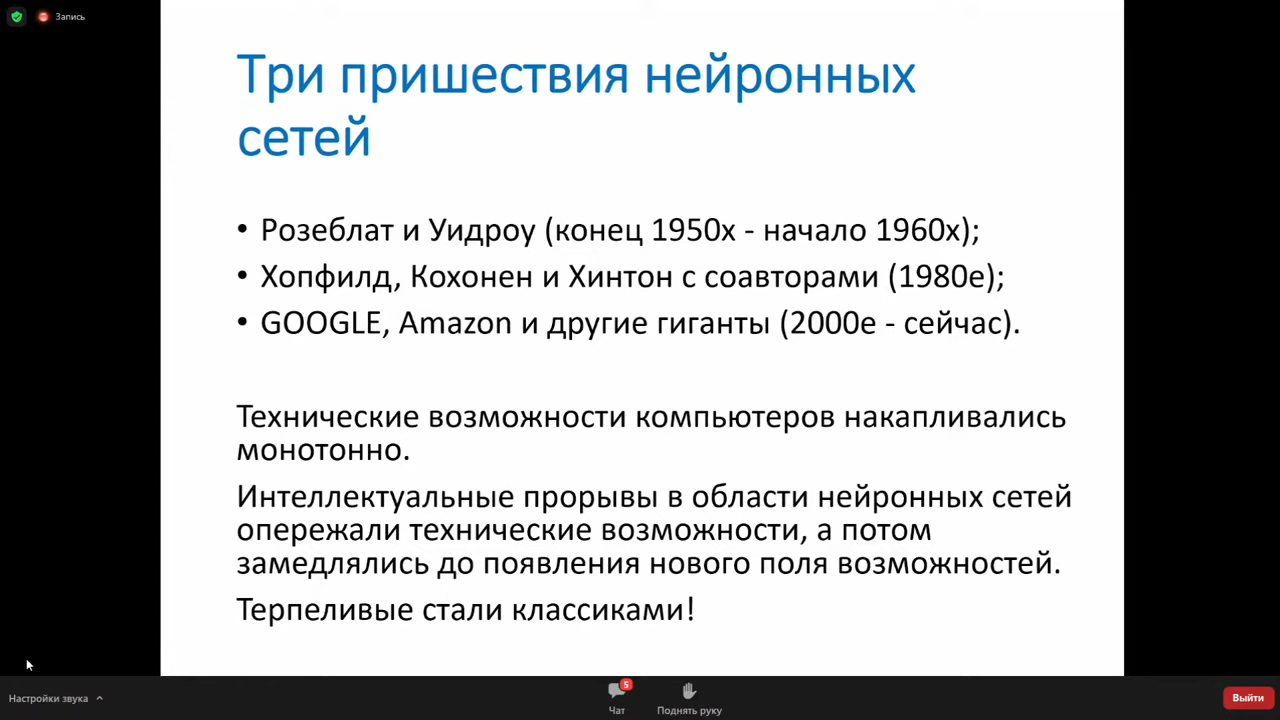 Запись
Три пришествия нейронных
сетей
• Розеблат и Уидроу (конец 1950х - начало 1960х);
• Хопфилд, Кохонен и Хинтон с соавторами (1980е);
• GOOGLE, Amazon и другие гиганты (2000е - сейчас).
Технические возможности компьютеров накапливались
монотонно.
Интеллектуальные прорывы в области нейронных сетей
опережали технические возможности, а потом
замедлялись до появления нового поля возможностей.
Терпеливые стали классиками!
Настройки звука
5
Чат
Поднять руку
Выйти